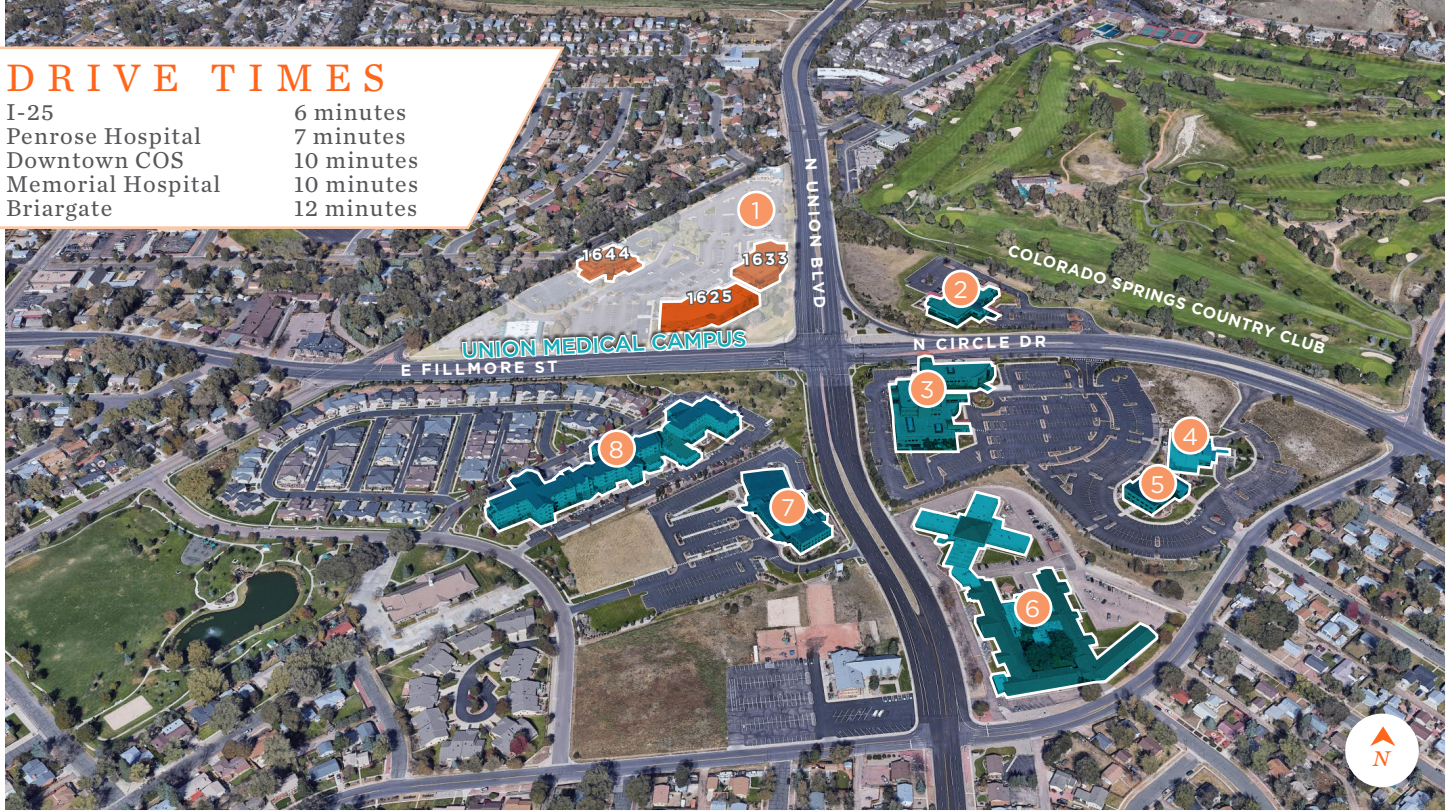 DRIVE TIMES
I-25 6 minutes
Penrose Hospital 7 minutes
Downtown COS 10 minutes
Memorial Hospital 10 minutes
Briargate 12 minutes
N UNION BLVD
1
1644
1633
1625
UNION MEDICAL CAMPUS
E FILLMORE ST
2
COLORADO SPRINGS COUNTRY CLUB
N CIRCLE DR
3
4
5
8
7
6
N